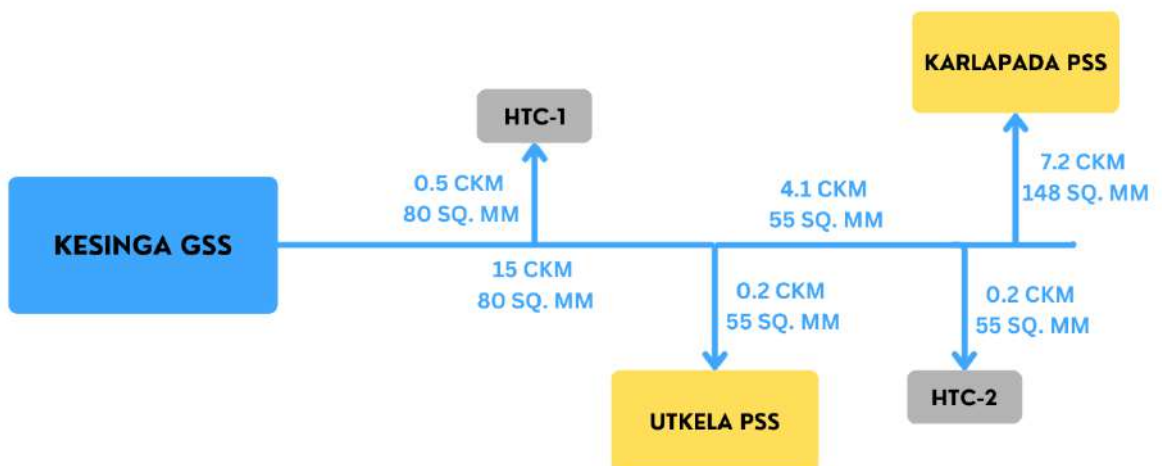 KARLAPADA PSS
HTC-1
0.5 CKM
80 SQ. MM
4.1 CKM
55 SQ. MM
7.2 CKM
148 SQ. MM
KESINGA GSS
15 CKM
80 SQ. MM
0.2 CKM
55 SQ. MM
0.2 CKM
55 SQ. MM
UTKELA PSS
HTC-2